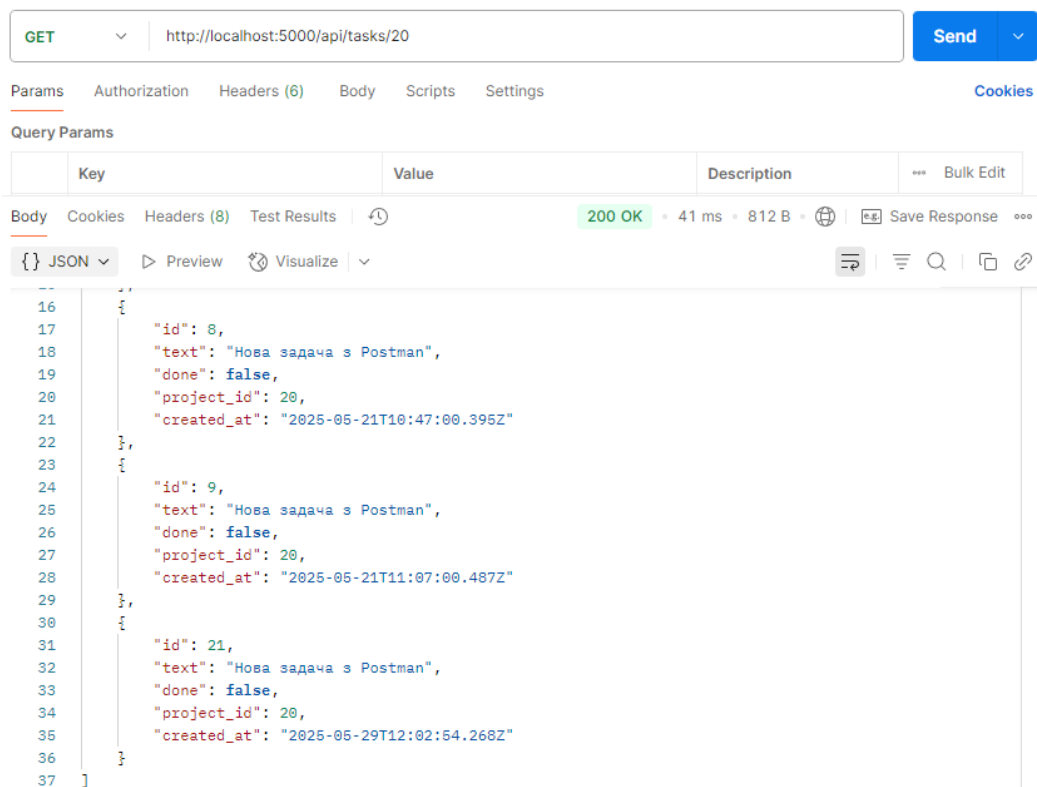 GET http://localhost:5000/api/tasks/20 Send
Params Authorization Headers (6) Body Scripts Settings Cookies
Query Params
Key Value Description Bulk Edit
Body Cookies Headers (8) Test Results 200 OK 41 ms 812 B e.g. Save Response
{} JSON Preview Visualize
16 {
17 "id": 8,
18 "text": "Нова задача з Postman",
19 "done": false,
20 "project_id": 20,
21 "created_at": "2025-05-21T10:47:00.395Z"
22 },
23 {
24 "id": 9,
25 "text": "Нова задача з Postman",
26 "done": false,
27 "project_id": 20,
28 "created_at": "2025-05-21T11:07:00.487Z"
29 },
30 {
31 "id": 21,
32 "text": "Нова задача з Postman",
33 "done": false,
34 "project_id": 20,
35 "created_at": "2025-05-29T12:02:54.268Z"
36 }
37 ]